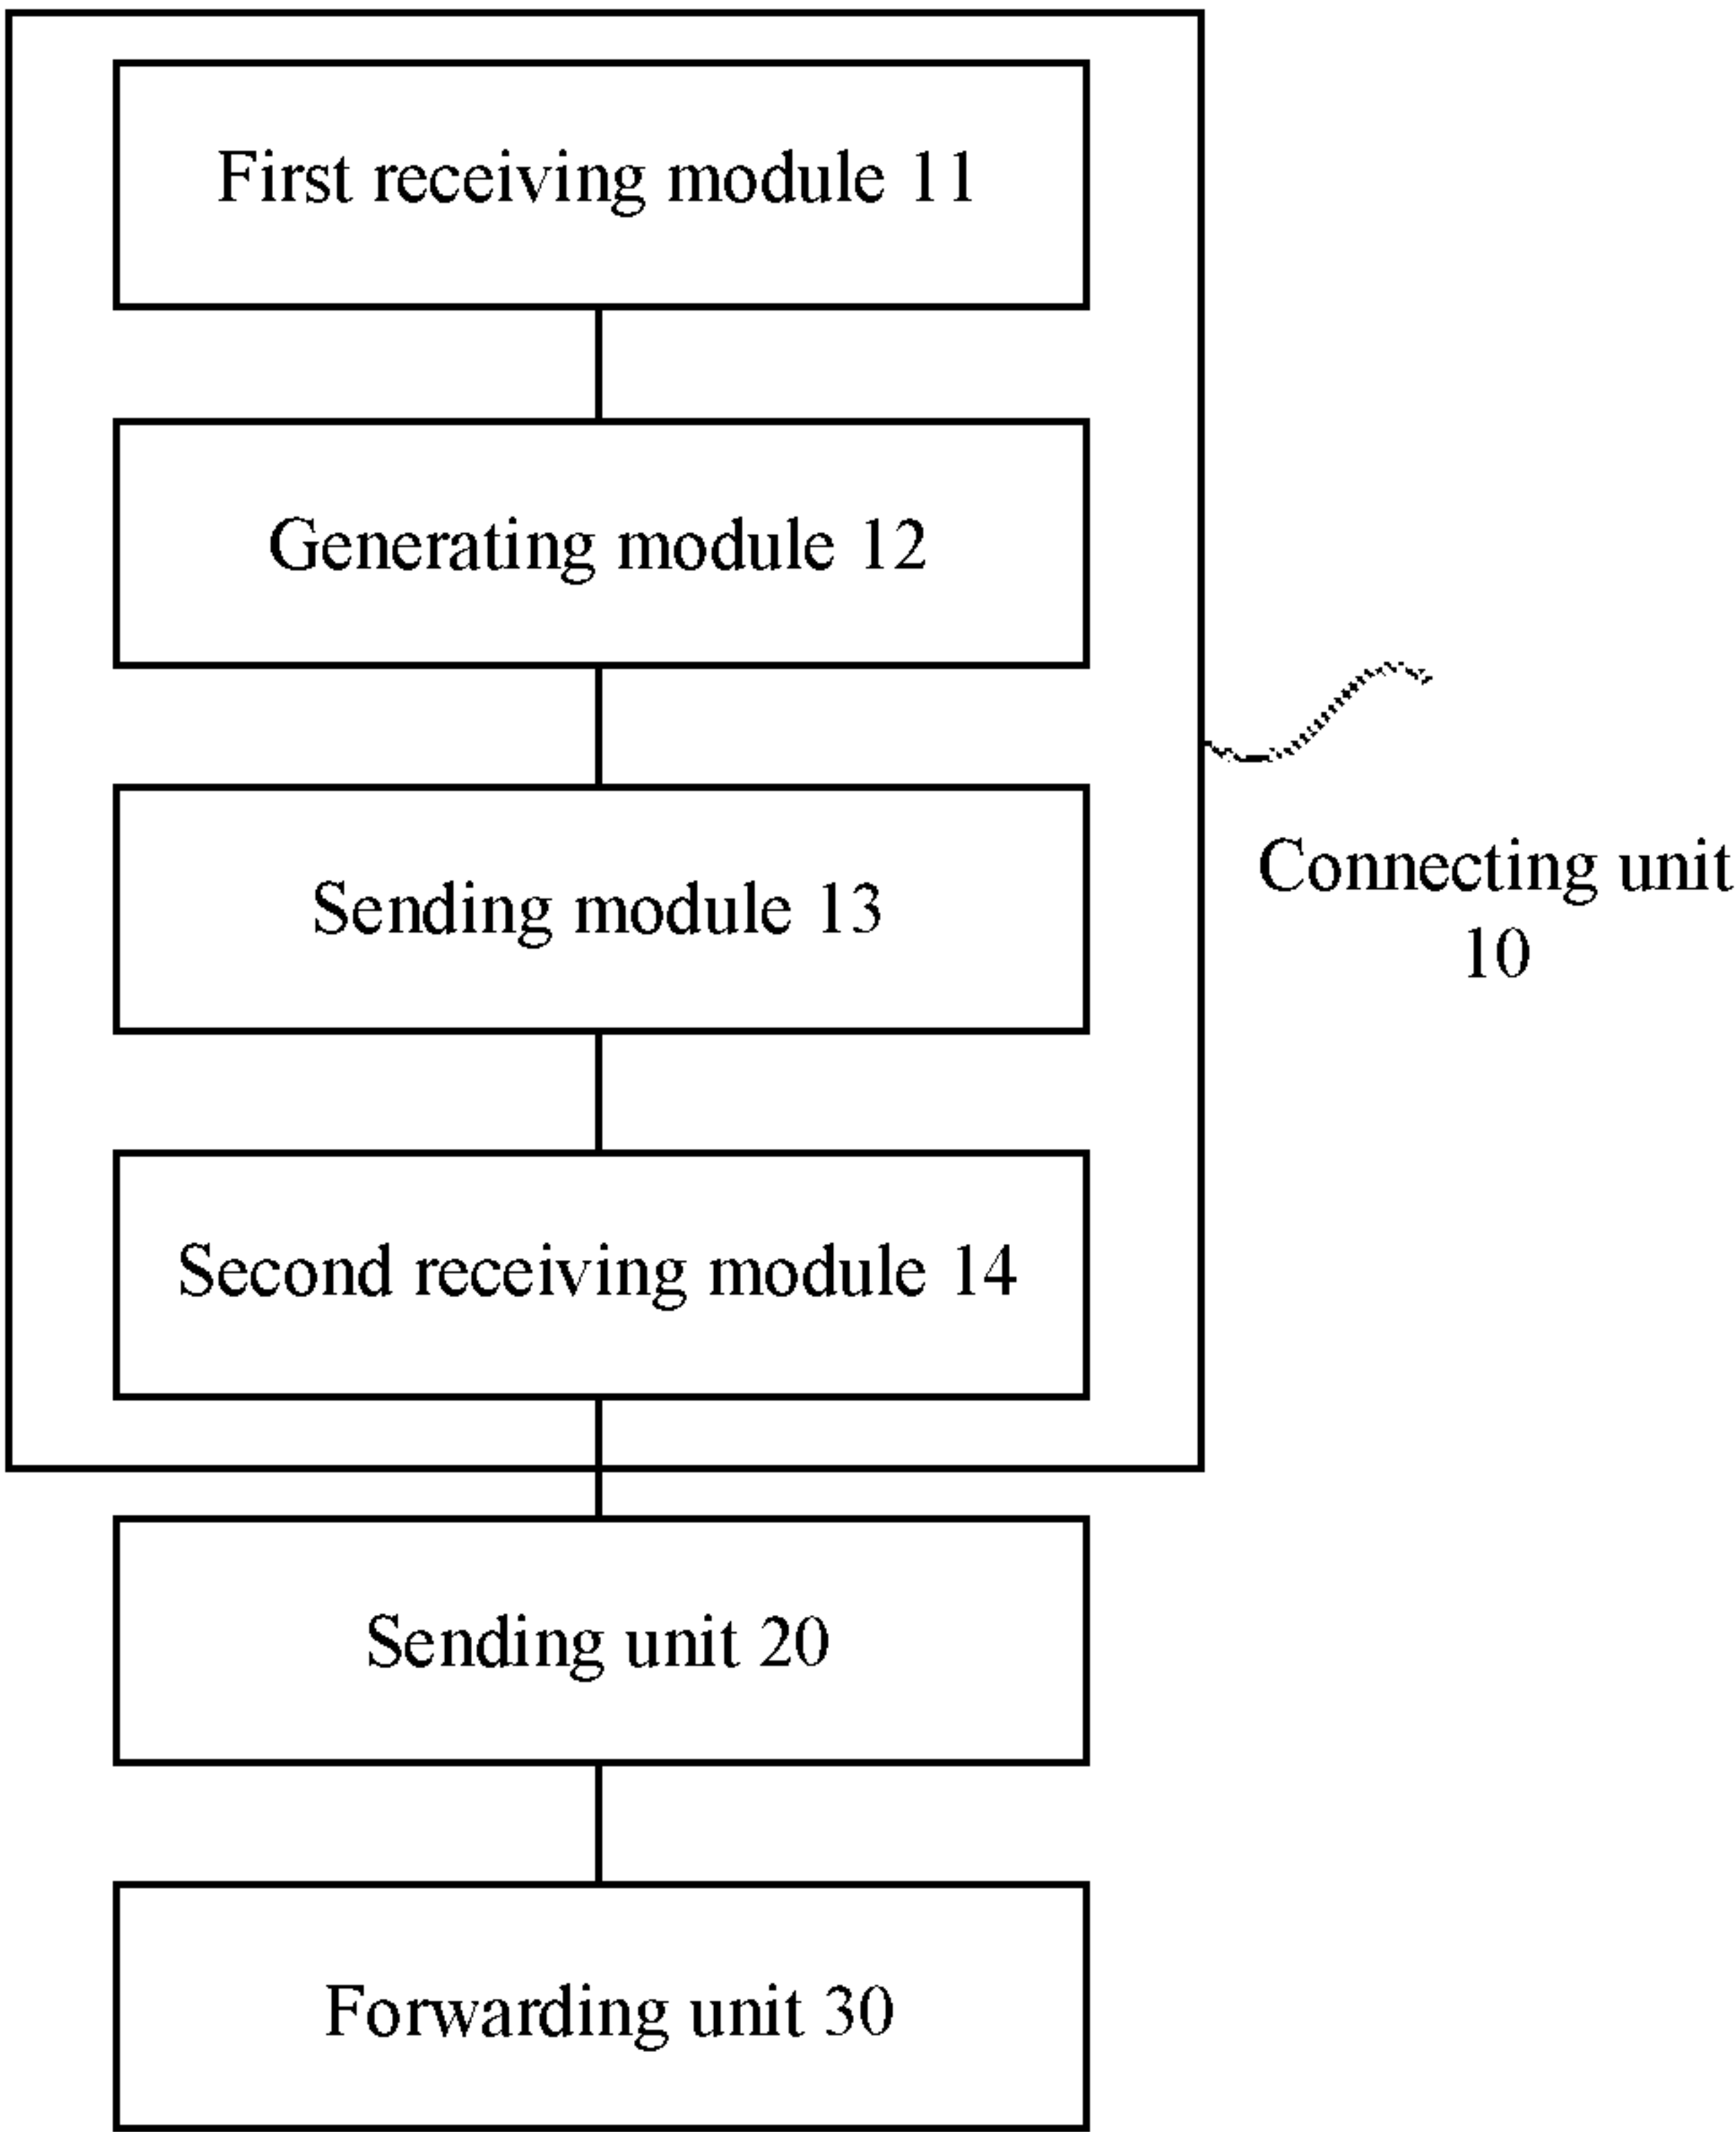 First receiving module 11
Generating module 12
Sending module 13
Connecting unit
10
Second receiving module 14
Sending unit 20
Forwarding unit 30